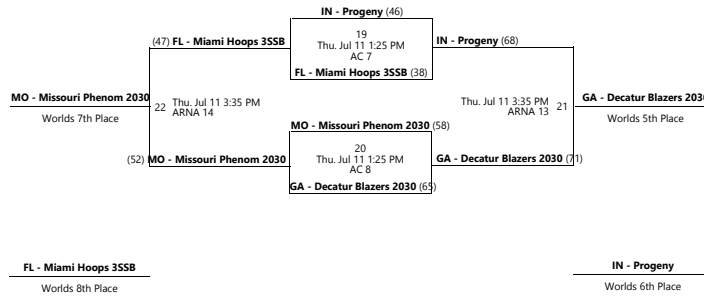 IN - Progeny (46)
19
Thu. Jul 11 1:25 PM
AC 7
FL - Miami Hoops 3SSB (38)
(47) FL - Miami Hoops 3SSB
IN - Progeny (68)
MO - Missouri Phenom 2030
Worlds 7th Place
22 Thu. Jul 11 3:35 PM
ARNA 14
Thu. Jul 11 3:35 PM 21
ARNA 13
GA - Decatur Blazers 2030
Worlds 5th Place
MO - Missouri Phenom 2030 (58)
20
Thu. Jul 11 1:25 PM
AC 8
GA - Decatur Blazers 2030 (65)
(52) MO - Missouri Phenom 2030
GA - Decatur Blazers 2030 (71)
FL - Miami Hoops 3SSB
Worlds 8th Place
IN - Progeny
Worlds 6th Place